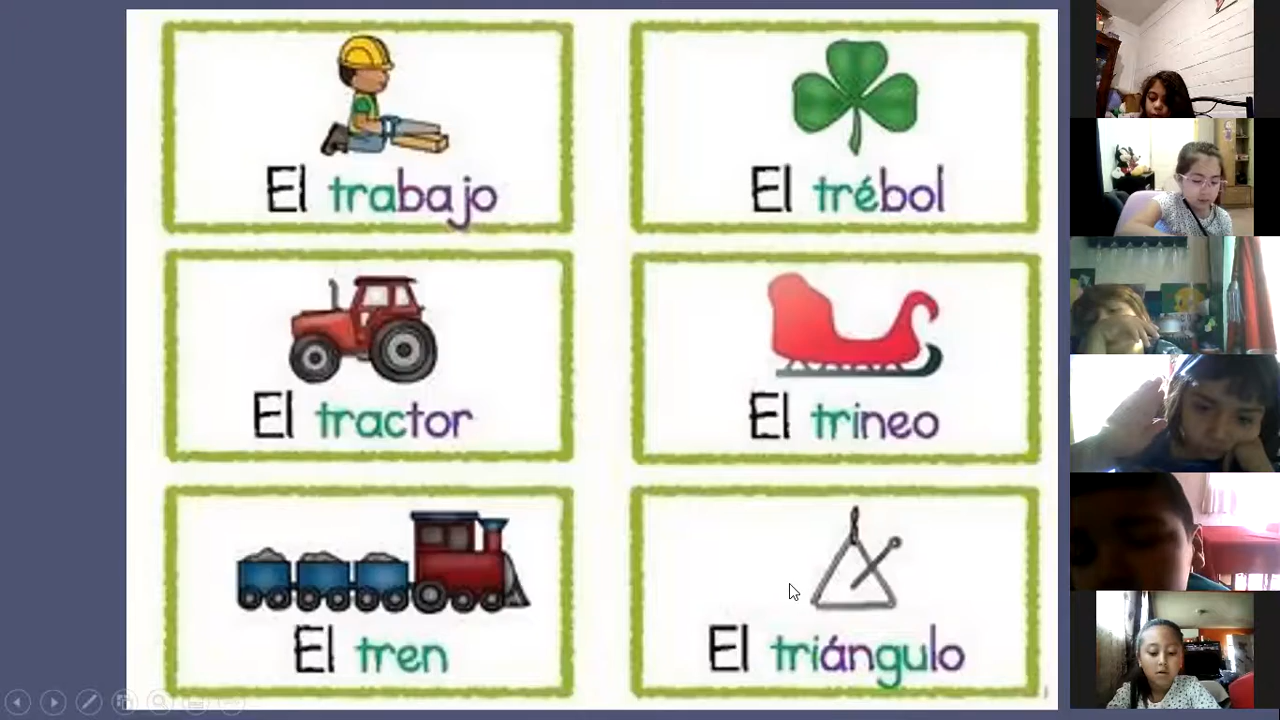 El trabajo
El trébol
El tractor
El trineo
El tren
El triángulo